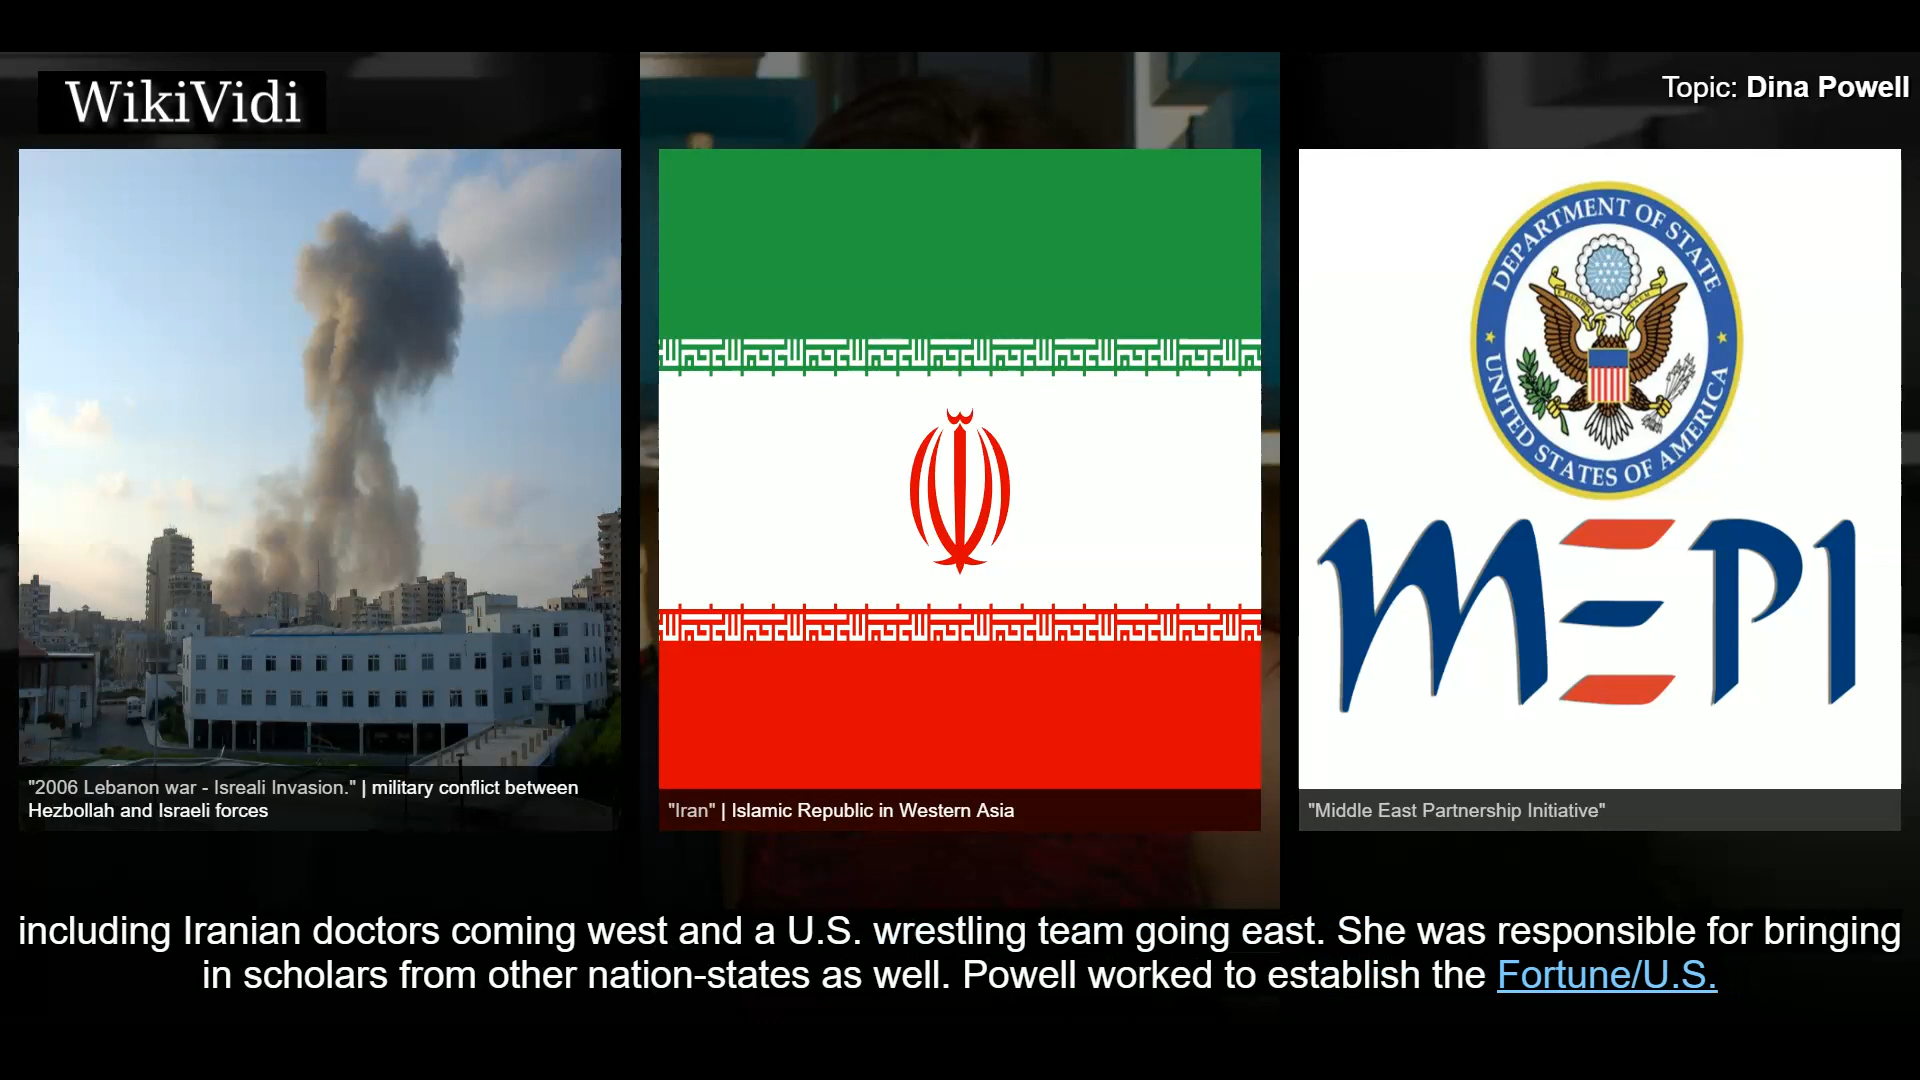 WikiVidi
Topic: Dina Powell
DEPARTMENT OF STATE
UNITED STATES OF AMERICA
MEPI
"2006 Lebanon war - Isreali Invasion." | military conflict between
Hezbollah and Israeli forces
"Iran" | Islamic Republic in Western Asia
"Middle East Partnership Initiative"
including Iranian doctors coming west and a U.S. wrestling team going east. She was responsible for bringing
in scholars from other nation-states as well. Powell worked to establish the Fortune/U.S.